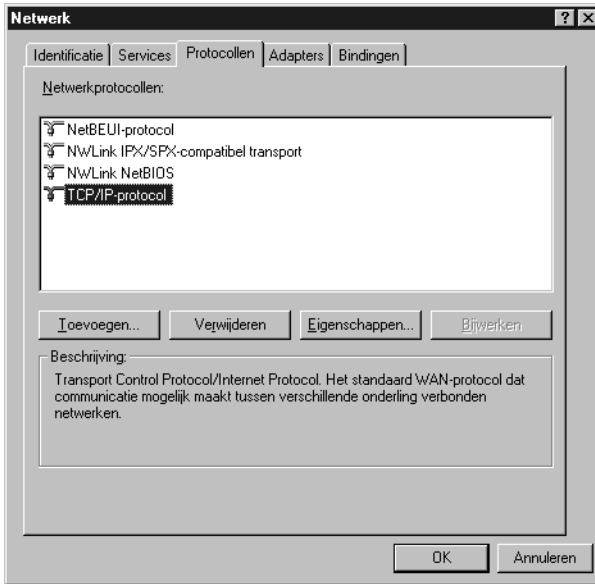 Netwerk
Identificatie Services Protocollen Adapters Bindingen
Netwerkprotocollen:
NetBEUI-protocol
NWLink IPX/SPX-compatibel transport
NWLink NetBIOS
TCP/IP-protocol
Toevoegen... Verwijderen Eigenschappen... Bijwerken
Beschrijving:
Transport Control Protocol/Internet Protocol. Het standaard WAN-protocol dat
communicatie mogelijk maakt tussen verschillende onderling verbonden
netwerken.
OK Annuleren